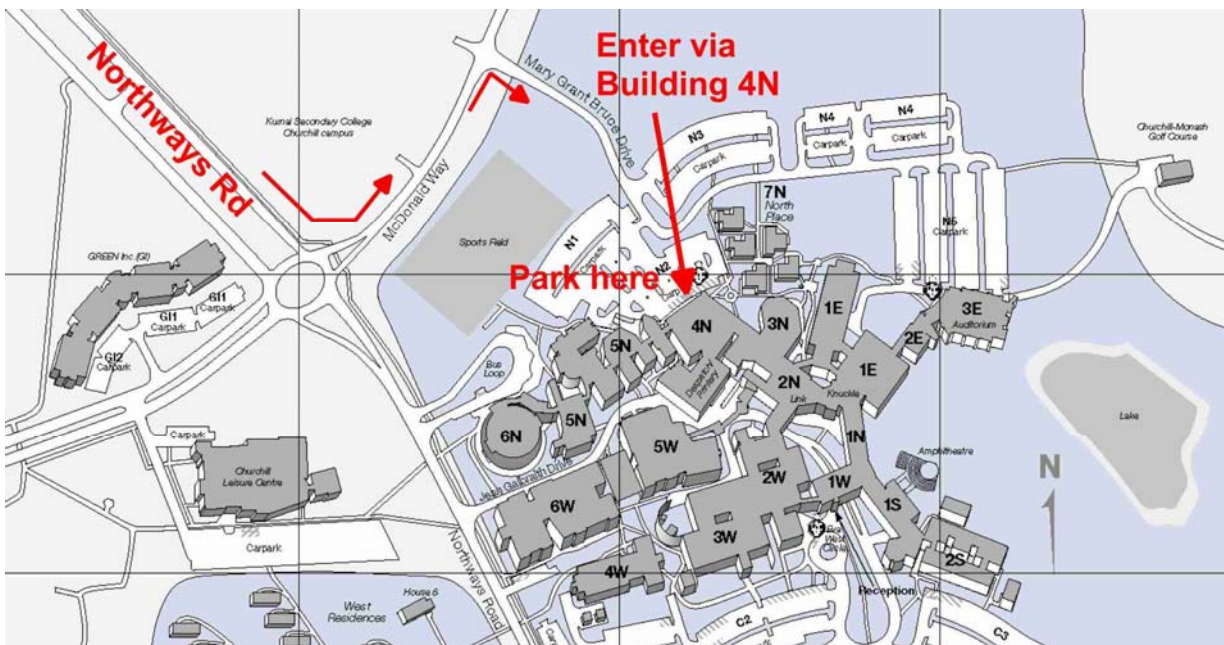 Northways Rd
Enter via
Building 4N
Mary Grant Bruce Drive
Kurnai Secondary College
Churchill campus
McDonald Way
N3
Carpark
N4
Carpark
N4
Carpark
Churchill-Monash
Golf Course
7N
North
Place
N5
Carpark
Sports Field
N1
Carpark
N2
Park here
GREEN Inc.(GI)
GI1
Carpark
GI1
Carpark
GI2
Carpark
4N
3N
1E
3E
Auditorium
2E
5N
Bus
Loop
1E
2N
Link
Knuckle
Lake
Carpark
6N
5N
5W
1N
Amphitheatre
N
Churchill
Leisure Centre
Jean Galbraith Drive
2W
1W
6W
1S
3W
West
Circle
Carpark
2S
4W
Northways Road
House 6
West
Residences
Reception
C2
C3